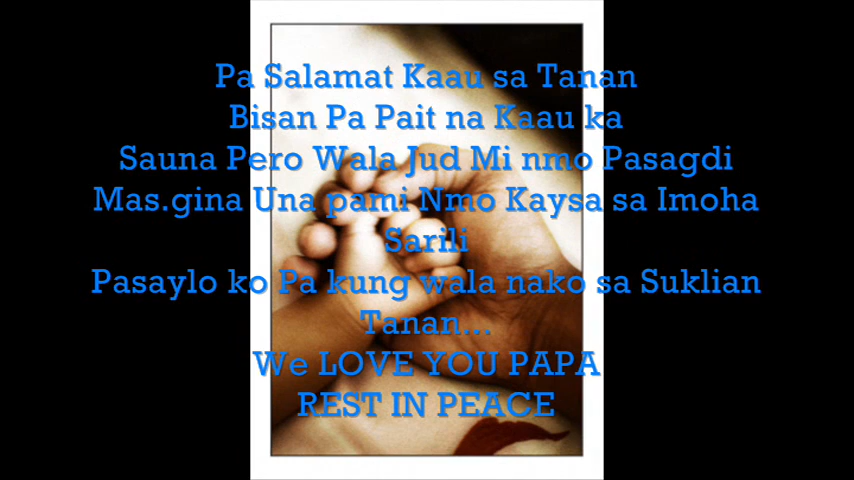 Pa Salamat Kaau sa Tanan
Bisan Pa Pait na Kaau ka
Sauna Pero Wala Jud Mi nmo Pasagdi
Mas.gina Una pami Nmo Kaysa sa Imoha
Sarili
Pasaylo ko Pa kung wala nako sa Suklian
Tanan...
We LOVE YOU PAPA
REST IN PEACE